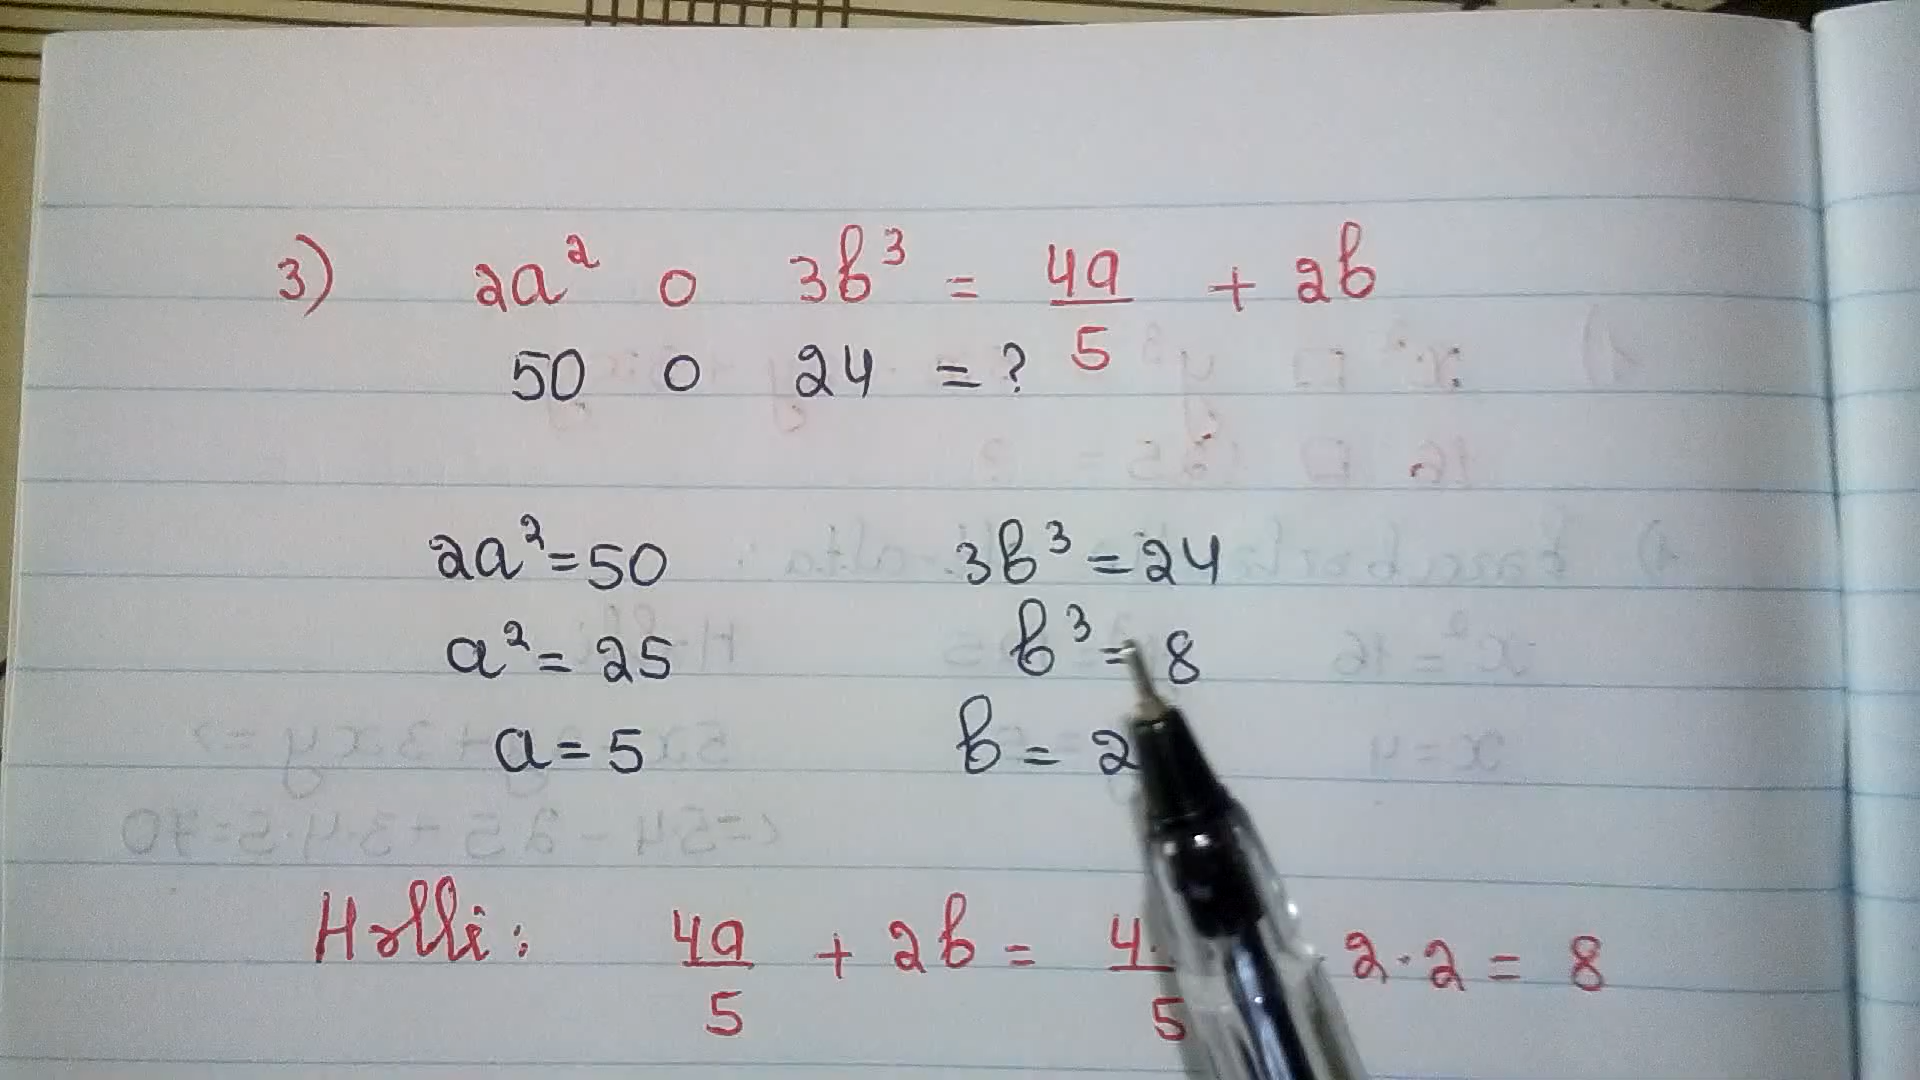 3) 2a² o 3b³ = 4a/5 + 2b
50 o 24 = ?
2a² = 50 3b³ = 24
a² = 25 b³ = 8
a = 5 b = 2
Həlli: 4a/5 + 2b = 4· /5 2·2 = 8